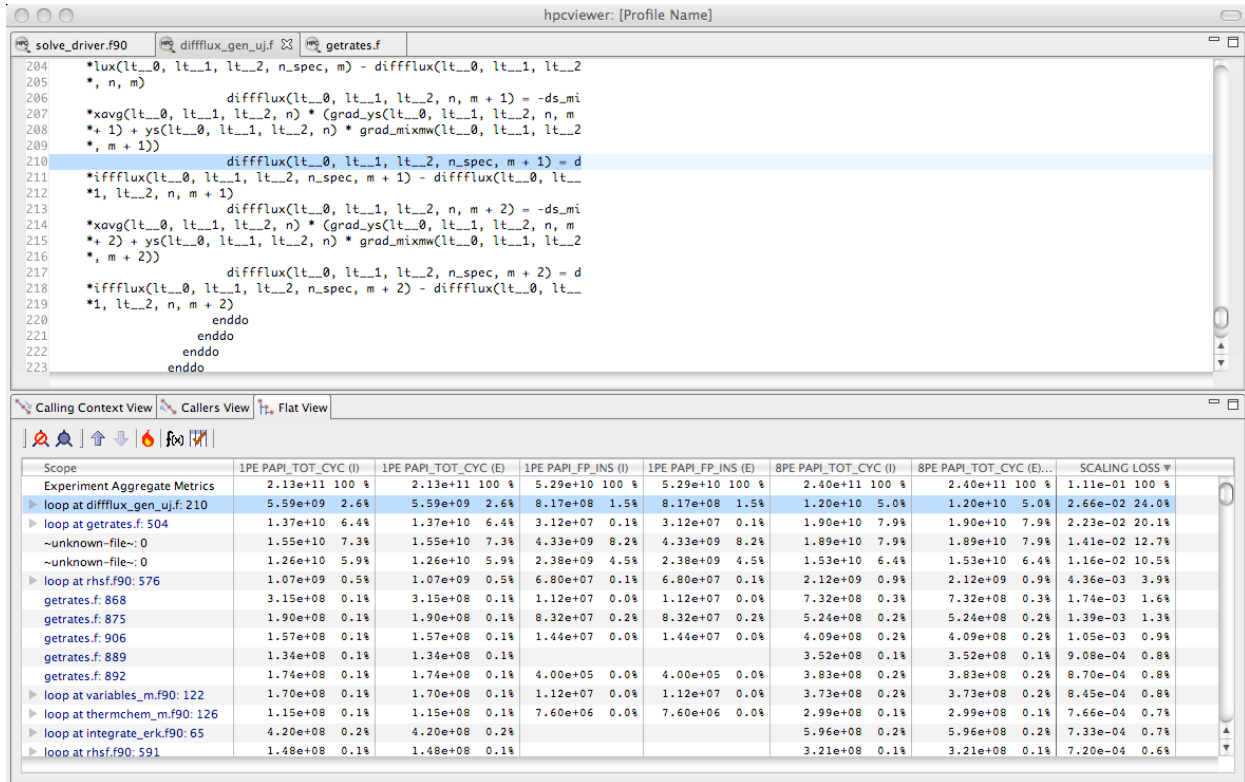 hpcviewer: [Profile Name]
solve_driver.f90 diffflux_gen_uj.f getrates.f
204 *lux(lt__0, lt__1, lt__2, n_spec, m) - diffflux(lt__0, lt__1, lt__2
205 *, n, m)
206 diffflux(lt__0, lt__1, lt__2, n, m + 1) = -ds_mi
207 *xavg(lt__0, lt__1, lt__2, n) * (grad_ys(lt__0, lt__1, lt__2, n, m
208 *+ 1) + ys(lt__0, lt__1, lt__2, n) * grad_mixmw(lt__0, lt__1, lt__2
209 *, m + 1))
210 diffflux(lt__0, lt__1, lt__2, n_spec, m + 1) = d
211 *iffflux(lt__0, lt__1, lt__2, n_spec, m + 1) - diffflux(lt__0, lt__
212 *1, lt__2, n, m + 1)
213 diffflux(lt__0, lt__1, lt__2, n, m + 2) = -ds_mi
214 *xavg(lt__0, lt__1, lt__2, n) * (grad_ys(lt__0, lt__1, lt__2, n, m
215 *+ 2) + ys(lt__0, lt__1, lt__2, n) * grad_mixmw(lt__0, lt__1, lt__2
216 *, m + 2))
217 diffflux(lt__0, lt__1, lt__2, n_spec, m + 2) = d
218 *iffflux(lt__0, lt__1, lt__2, n_spec, m + 2) - diffflux(lt__0, lt__
219 *1, lt__2, n, m + 2)
220 enddo
221 enddo
222 enddo
223 enddo
Calling Context View Callers View Flat View
f(x)
Scope 1PE PAPI_TOT_CYC (I) 1PE PAPI_TOT_CYC (E) 1PE PAPI_FP_INS (I) 1PE PAPI_FP_INS (E) 8PE PAPI_TOT_CYC (I) 8PE PAPI_TOT_CYC (E)... SCALING LOSS
Experiment Aggregate Metrics 2.13e+11 100 % 2.13e+11 100 % 5.29e+10 100 % 5.29e+10 100 % 2.40e+11 100 % 2.40e+11 100 % 1.11e-01 100 %
loop at diffflux_gen_uj.f: 210 5.59e+09 2.6% 5.59e+09 2.6% 8.17e+08 1.5% 8.17e+08 1.5% 1.20e+10 5.0% 1.20e+10 5.0% 2.66e-02 24.0%
loop at getrates.f: 504 1.37e+10 6.4% 1.37e+10 6.4% 3.12e+07 0.1% 3.12e+07 0.1% 1.90e+10 7.9% 1.90e+10 7.9% 2.23e-02 20.1%
~unknown-file~: 0 1.55e+10 7.3% 1.55e+10 7.3% 4.33e+09 8.2% 4.33e+09 8.2% 1.89e+10 7.9% 1.89e+10 7.9% 1.41e-02 12.7%
~unknown-file~: 0 1.26e+10 5.9% 1.26e+10 5.9% 2.38e+09 4.5% 2.38e+09 4.5% 1.53e+10 6.4% 1.53e+10 6.4% 1.16e-02 10.5%
loop at rhsf.f90: 576 1.07e+09 0.5% 1.07e+09 0.5% 6.80e+07 0.1% 6.80e+07 0.1% 2.12e+09 0.9% 2.12e+09 0.9% 4.36e-03 3.9%
getrates.f: 868 3.15e+08 0.1% 3.15e+08 0.1% 1.12e+07 0.0% 1.12e+07 0.0% 7.32e+08 0.3% 7.32e+08 0.3% 1.74e-03 1.6%
getrates.f: 875 1.90e+08 0.1% 1.90e+08 0.1% 8.32e+07 0.2% 8.32e+07 0.2% 5.24e+08 0.2% 5.24e+08 0.2% 1.39e-03 1.3%
getrates.f: 906 1.57e+08 0.1% 1.57e+08 0.1% 1.44e+07 0.0% 1.44e+07 0.0% 4.09e+08 0.2% 4.09e+08 0.2% 1.05e-03 0.9%
getrates.f: 889 1.34e+08 0.1% 1.34e+08 0.1% 3.52e+08 0.1% 3.52e+08 0.1% 9.08e-04 0.8%
getrates.f: 892 1.74e+08 0.1% 1.74e+08 0.1% 4.00e+05 0.0% 4.00e+05 0.0% 3.83e+08 0.2% 3.83e+08 0.2% 8.70e-04 0.8%
loop at variables_m.f90: 122 1.70e+08 0.1% 1.70e+08 0.1% 1.12e+07 0.0% 1.12e+07 0.0% 3.73e+08 0.2% 3.73e+08 0.2% 8.45e-04 0.8%
loop at thermchem_m.f90: 126 1.15e+08 0.1% 1.15e+08 0.1% 7.60e+06 0.0% 7.60e+06 0.0% 2.99e+08 0.1% 2.99e+08 0.1% 7.66e-04 0.7%
loop at integrate_erk.f90: 65 4.20e+08 0.2% 4.20e+08 0.2% 5.96e+08 0.2% 5.96e+08 0.2% 7.33e-04 0.7%
loop at rhsf.f90: 591 1.48e+08 0.1% 1.48e+08 0.1% 3.21e+08 0.1% 3.21e+08 0.1% 7.20e-04 0.6%